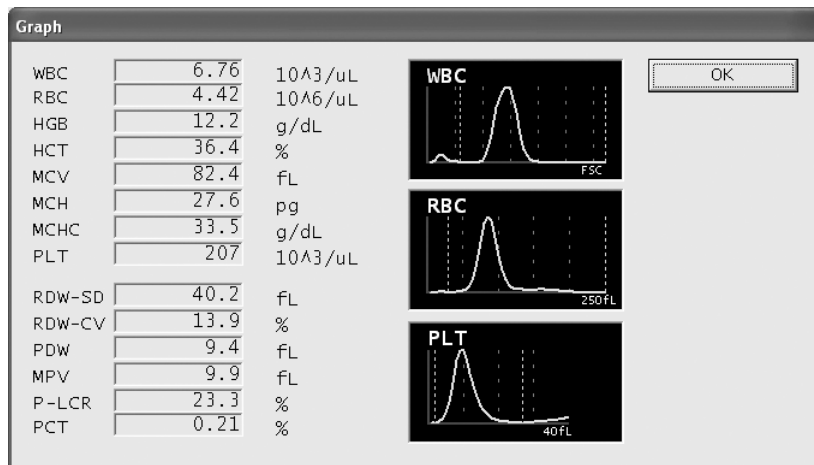 Graph
WBC 6.76 10^3/uL
RBC 4.42 10^6/uL
HGB 12.2 g/dL
HCT 36.4 %
MCV 82.4 fL
MCH 27.6 pg
MCHC 33.5 g/dL
PLT 207 10^3/uL
RDW-SD 40.2 fL
RDW-CV 13.9 %
PDW 9.4 fL
MPV 9.9 fL
P-LCR 23.3 %
PCT 0.21 %
WBC
FSC
RBC
250fL
PLT
40fL
OK